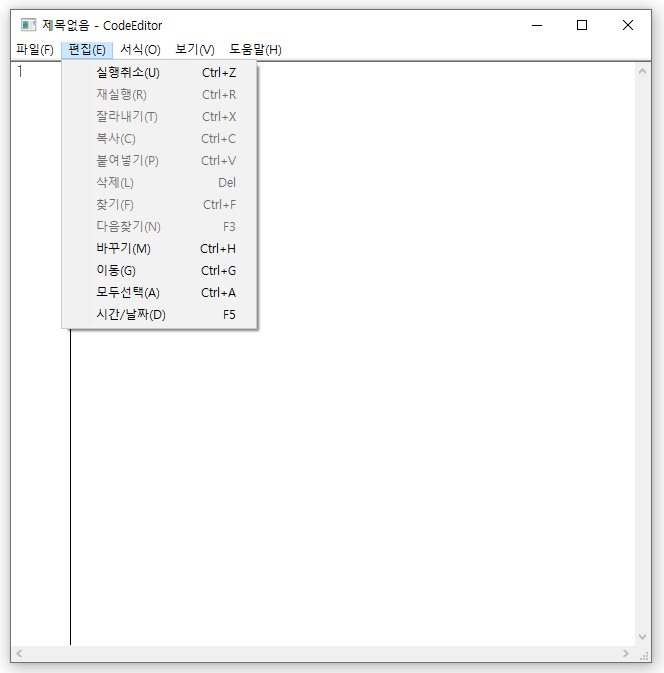 제목없음 - CodeEditor
파일(F) 편집(E) 서식(O) 보기(V) 도움말(H)
1
실행취소(U) Ctrl+Z
재실행(R) Ctrl+R
잘라내기(T) Ctrl+X
복사(C) Ctrl+C
붙여넣기(P) Ctrl+V
삭제(L) Del
찾기(F) Ctrl+F
다음찾기(N) F3
바꾸기(M) Ctrl+H
이동(G) Ctrl+G
모두선택(A) Ctrl+A
시간/날짜(D) F5